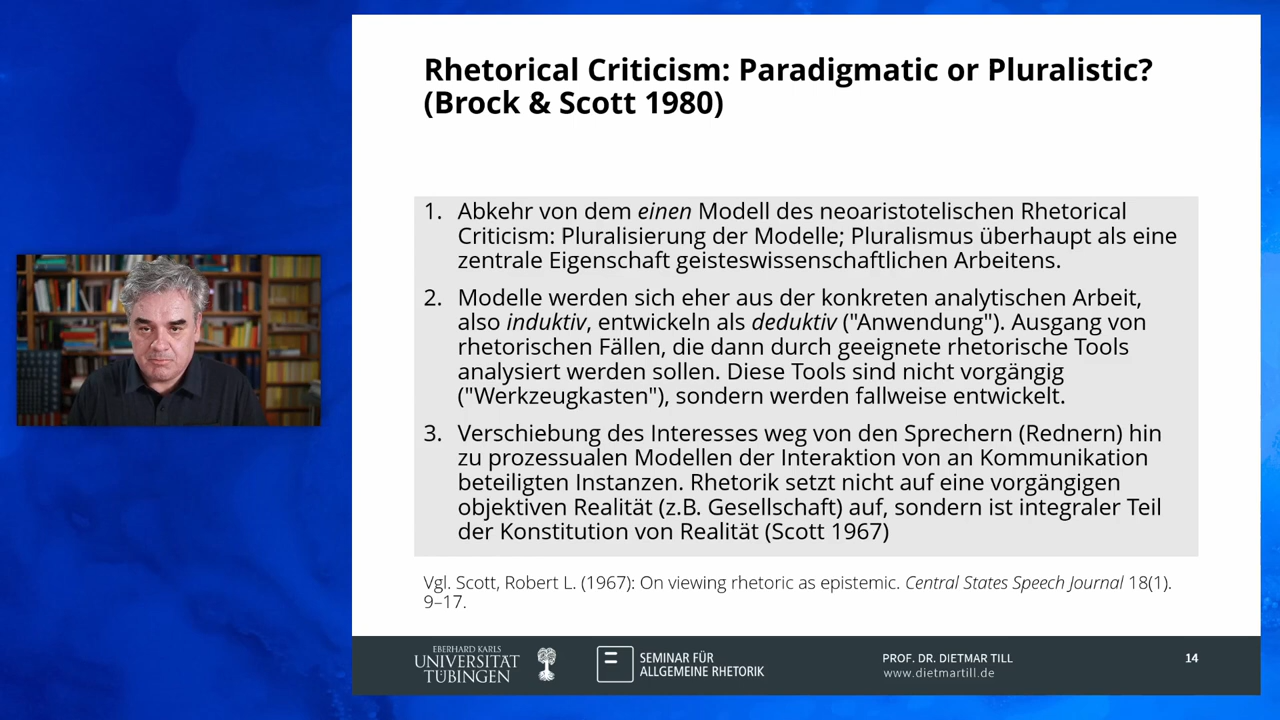 Rhetorical Criticism: Paradigmatic or Pluralistic?
(Brock & Scott 1980)
1. Abkehr von dem einen Modell des neoaristotelischen Rhetorical
Criticism: Pluralisierung der Modelle; Pluralismus überhaupt als eine
zentrale Eigenschaft geisteswissenschaftlichen Arbeitens.
2. Modelle werden sich eher aus der konkreten analytischen Arbeit,
also induktiv, entwickeln als deduktiv ("Anwendung"). Ausgang von
rhetorischen Fällen, die dann durch geeignete rhetorische Tools
analysiert werden sollen. Diese Tools sind nicht vorgängig
("Werkzeugkasten"), sondern werden fallweise entwickelt.
3. Verschiebung des Interesses weg von den Sprechern (Rednern) hin
zu prozessualen Modellen der Interaktion von an Kommunikation
beteiligten Instanzen. Rhetorik setzt nicht auf eine vorgängigen
objektiven Realität (z.B. Gesellschaft) auf, sondern ist integraler Teil
der Konstitution von Realität (Scott 1967)
Vgl. Scott, Robert L. (1967): On viewing rhetoric as epistemic. Central States Speech Journal 18(1).
9–17.
EBERHARD KARLS
UNIVERSITÄT
TÜBINGEN
SEMINAR FÜR
ALLGEMEINE RHETORIK
PROF. DR. DIETMAR TILL
www.dietmartill.de
14